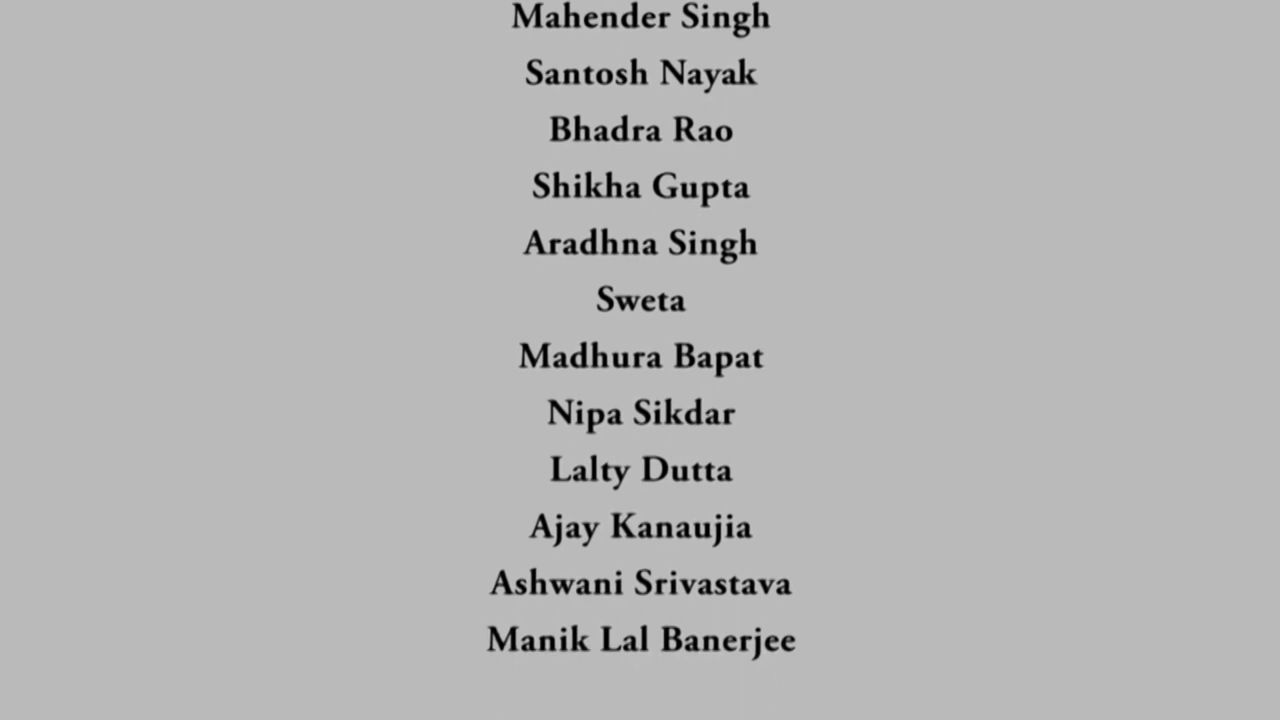 Mahender Singh
Santosh Nayak
Bhadra Rao
Shikha Gupta
Aradhna Singh
Sweta
Madhura Bapat
Nipa Sikdar
Lalty Dutta
Ajay Kanaujia
Ashwani Srivastava
Manik Lal Banerjee